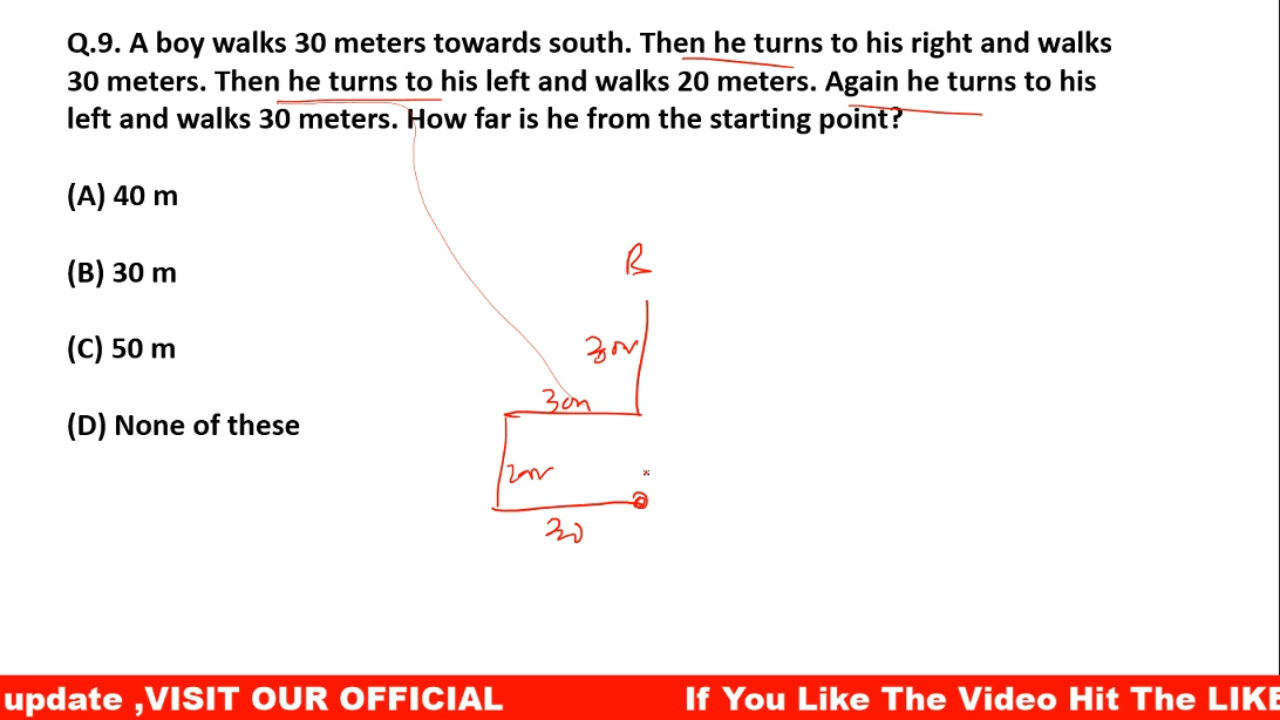 Q.9. A boy walks 30 meters towards south. Then he turns to his right and walks
30 meters. Then he turns to his left and walks 20 meters. Again he turns to his
left and walks 30 meters. How far is he from the starting point?
(A) 40 m
(B) 30 m
(C) 50 m
(D) None of these
B
30m
30m
20m
30
update ,VISIT OUR OFFICIAL If You Like The Video Hit The LIKE